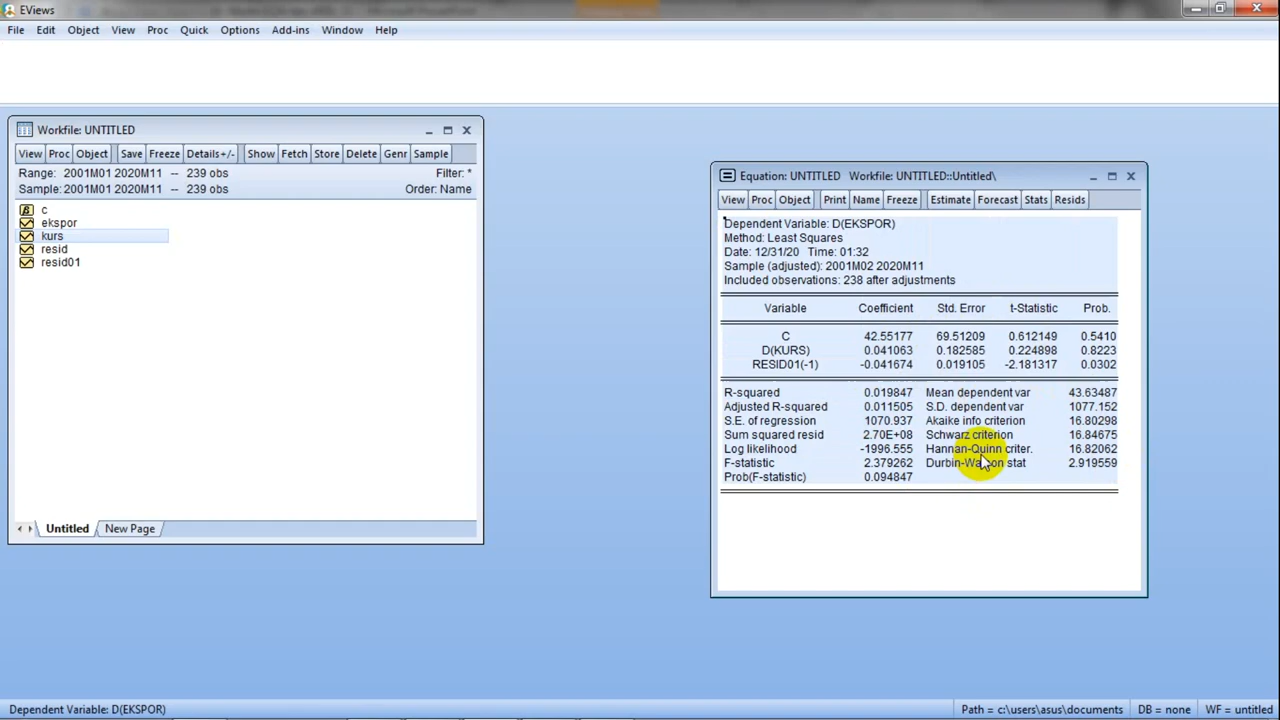 EViews
File Edit Object View Proc Quick Options Add-ins Window Help
Workfile: UNTITLED
View Proc Object Save Freeze Details+/- Show Fetch Store Delete Genr Sample
Range: 2001M01 2020M11 -- 239 obs Filter: *
Sample: 2001M01 2020M11 -- 239 obs Order: Name
c
ekspor
kurs
resid
resid01
Untitled New Page
Equation: UNTITLED Workfile: UNTITLED::Untitled\
View Proc Object Print Name Freeze Estimate Forecast Stats Resids
Dependent Variable: D(EKSPOR)
Method: Least Squares
Date: 12/31/20 Time: 01:32
Sample (adjusted): 2001M02 2020M11
Included observations: 238 after adjustments
Variable Coefficient Std. Error t-Statistic Prob.
C 42.55177 69.51209 0.612149 0.5410
D(KURS) 0.041063 0.182585 0.224898 0.8223
RESID01(-1) -0.041674 0.019105 -2.181317 0.0302
R-squared 0.019847 Mean dependent var 43.63487
Adjusted R-squared 0.011505 S.D. dependent var 1077.152
S.E. of regression 1070.937 Akaike info criterion 16.80298
Sum squared resid 2.70E+08 Schwarz criterion 16.84675
Log likelihood -1996.555 Hannan-Quinn criter. 16.82062
F-statistic 2.379262 Durbin-Watson stat 2.919559
Prob(F-statistic) 0.094847
Dependent Variable: D(EKSPOR) Path = c:\users\asus\documents DB = none WF = untitled